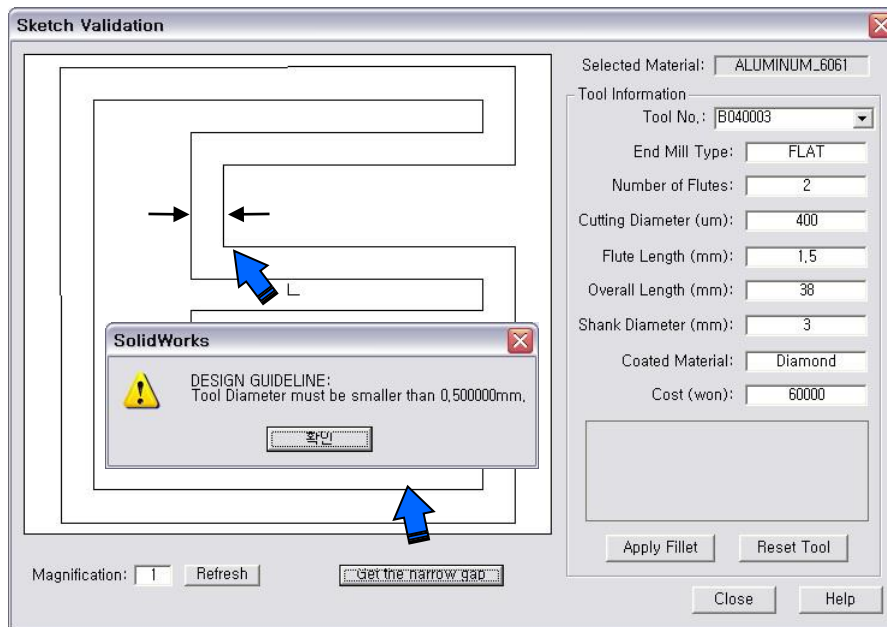 Sketch Validation
Selected Material: ALUMINUM_6061
Tool Information
Tool No,: B040003
End Mill Type: FLAT
Number of Flutes: 2
Cutting Diameter (um): 400
Flute Length (mm): 1,5
Overall Length (mm): 38
Shank Diameter (mm): 3
Coated Material: Diamond
Cost (won): 60000
SolidWorks
DESIGN GUIDELINE:
Tool Diameter must be smaller than 0,500000mm,
확인
Apply Fillet Reset Tool
Magnification: 1 Refresh Get the narrow gap
Close Help